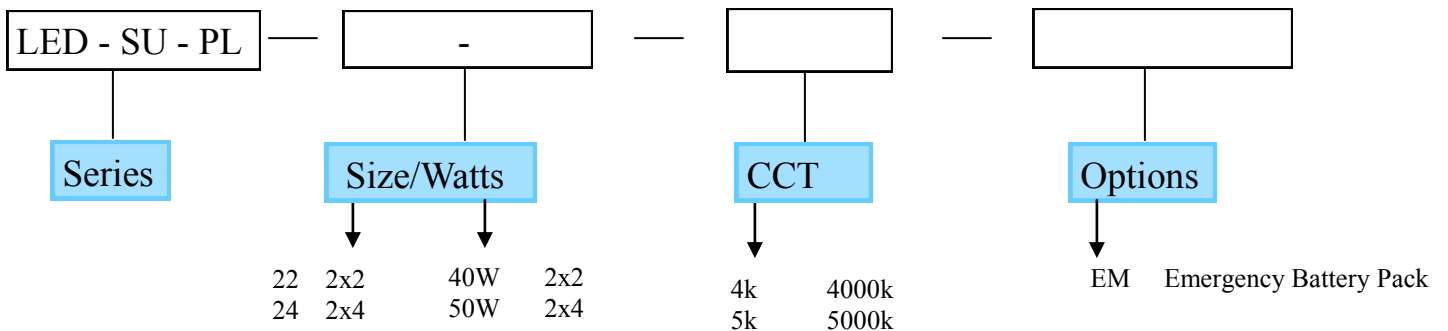 LED - SU - PL
-
Series
Size/Watts
CCT
Options
22 2x2 40W 2x2
24 2x4 50W 2x4
4k 4000k
5k 5000k
EM Emergency Battery Pack